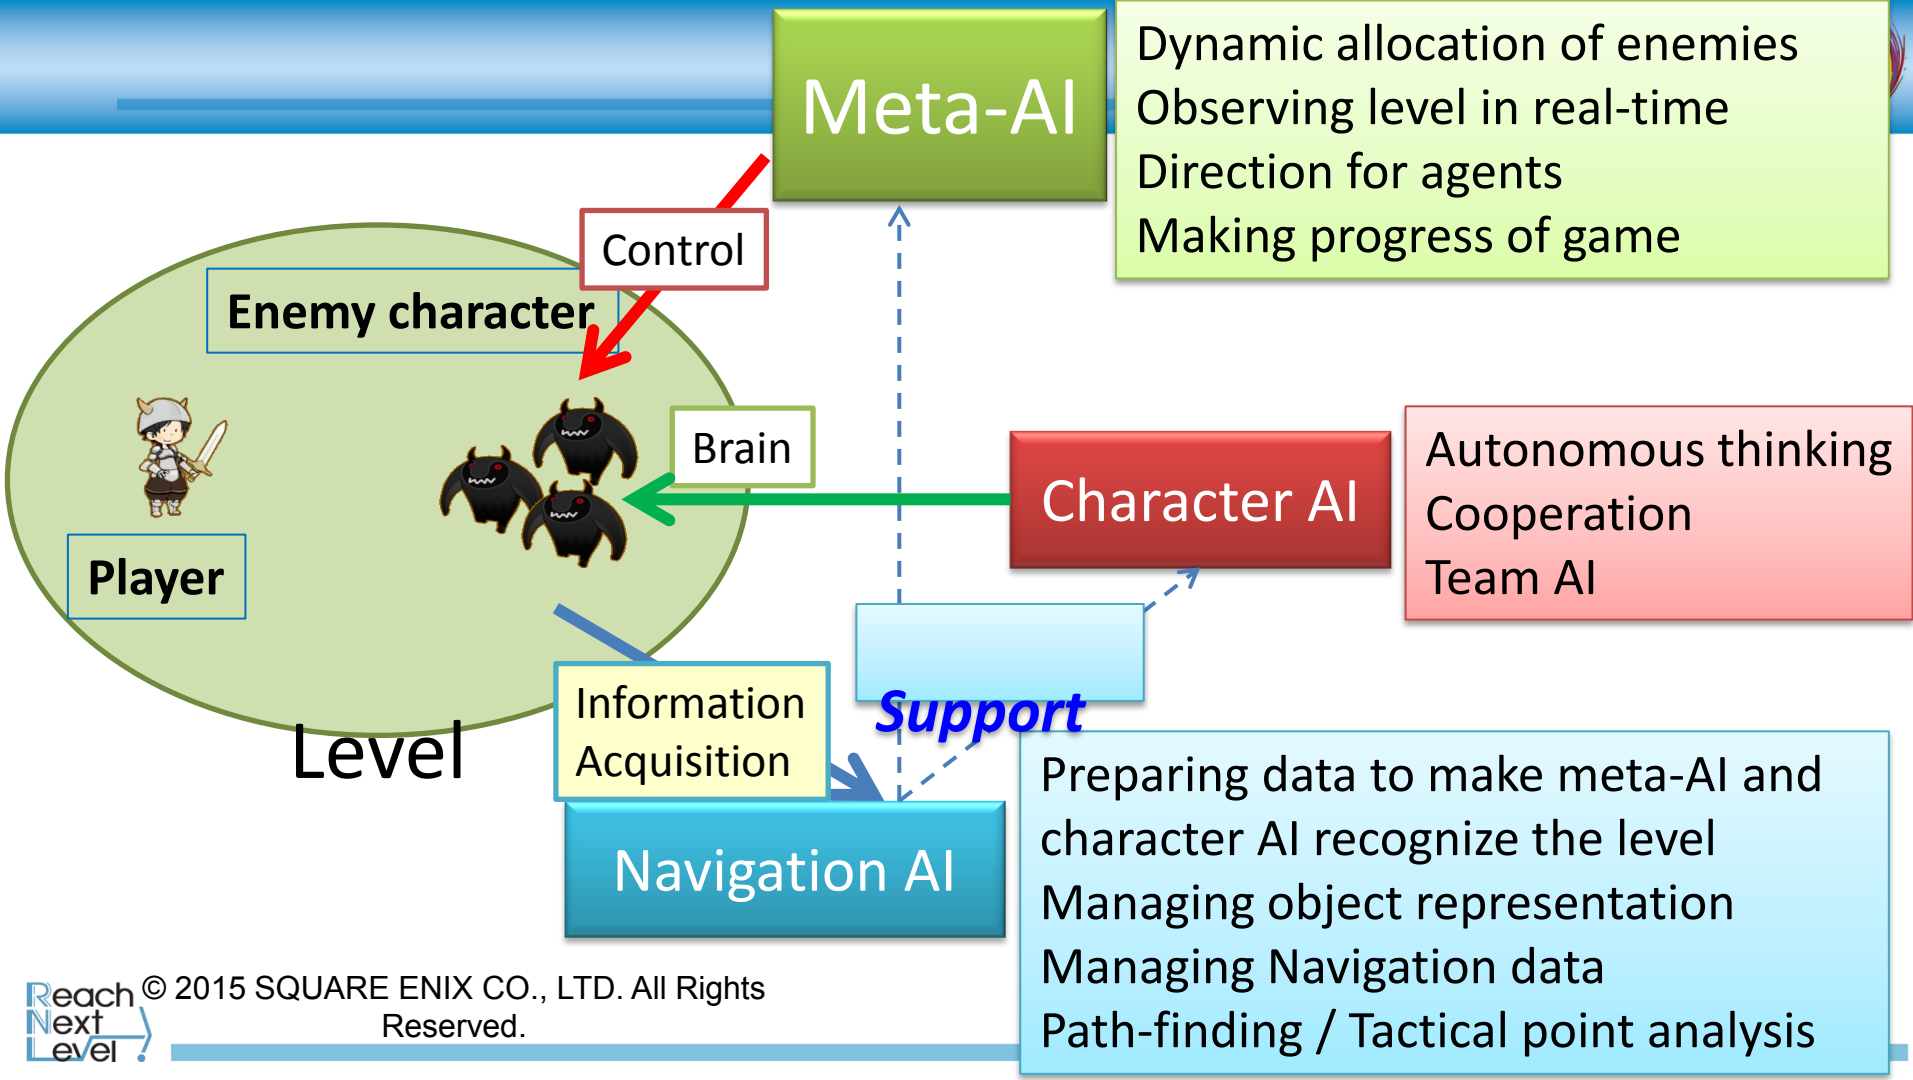 Meta-AI
Dynamic allocation of enemies
Observing level in real-time
Direction for agents
Making progress of game
Control
Enemy character
Brain
Character AI
Autonomous thinking
Cooperation
Team AI
Player
Level
Information
Acquisition
Support
Navigation AI
Preparing data to make meta-AI and
character AI recognize the level
Managing object representation
Managing Navigation data
Path-finding / Tactical point analysis
Reach
Next
Level
© 2015 SQUARE ENIX CO., LTD. All Rights
Reserved.